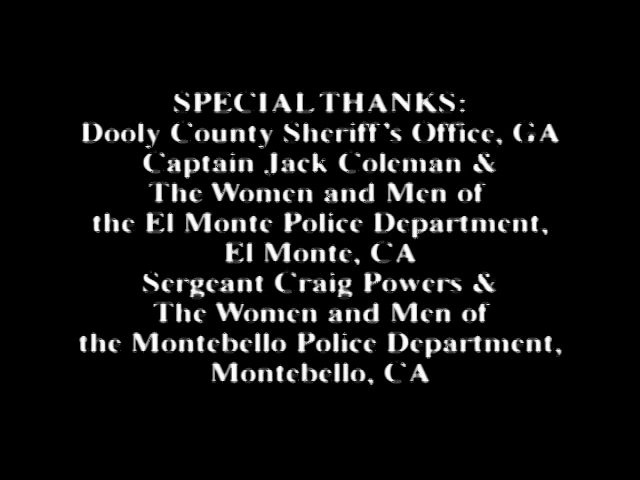 SPECIAL THANKS:
Dooly County Sheriff's Office, GA
Captain Jack Coleman &
The Women and Men of
the El Monte Police Department,
El Monte, CA
Sergeant Craig Powers &
The Women and Men of
the Montebello Police Department,
Montebello, CA